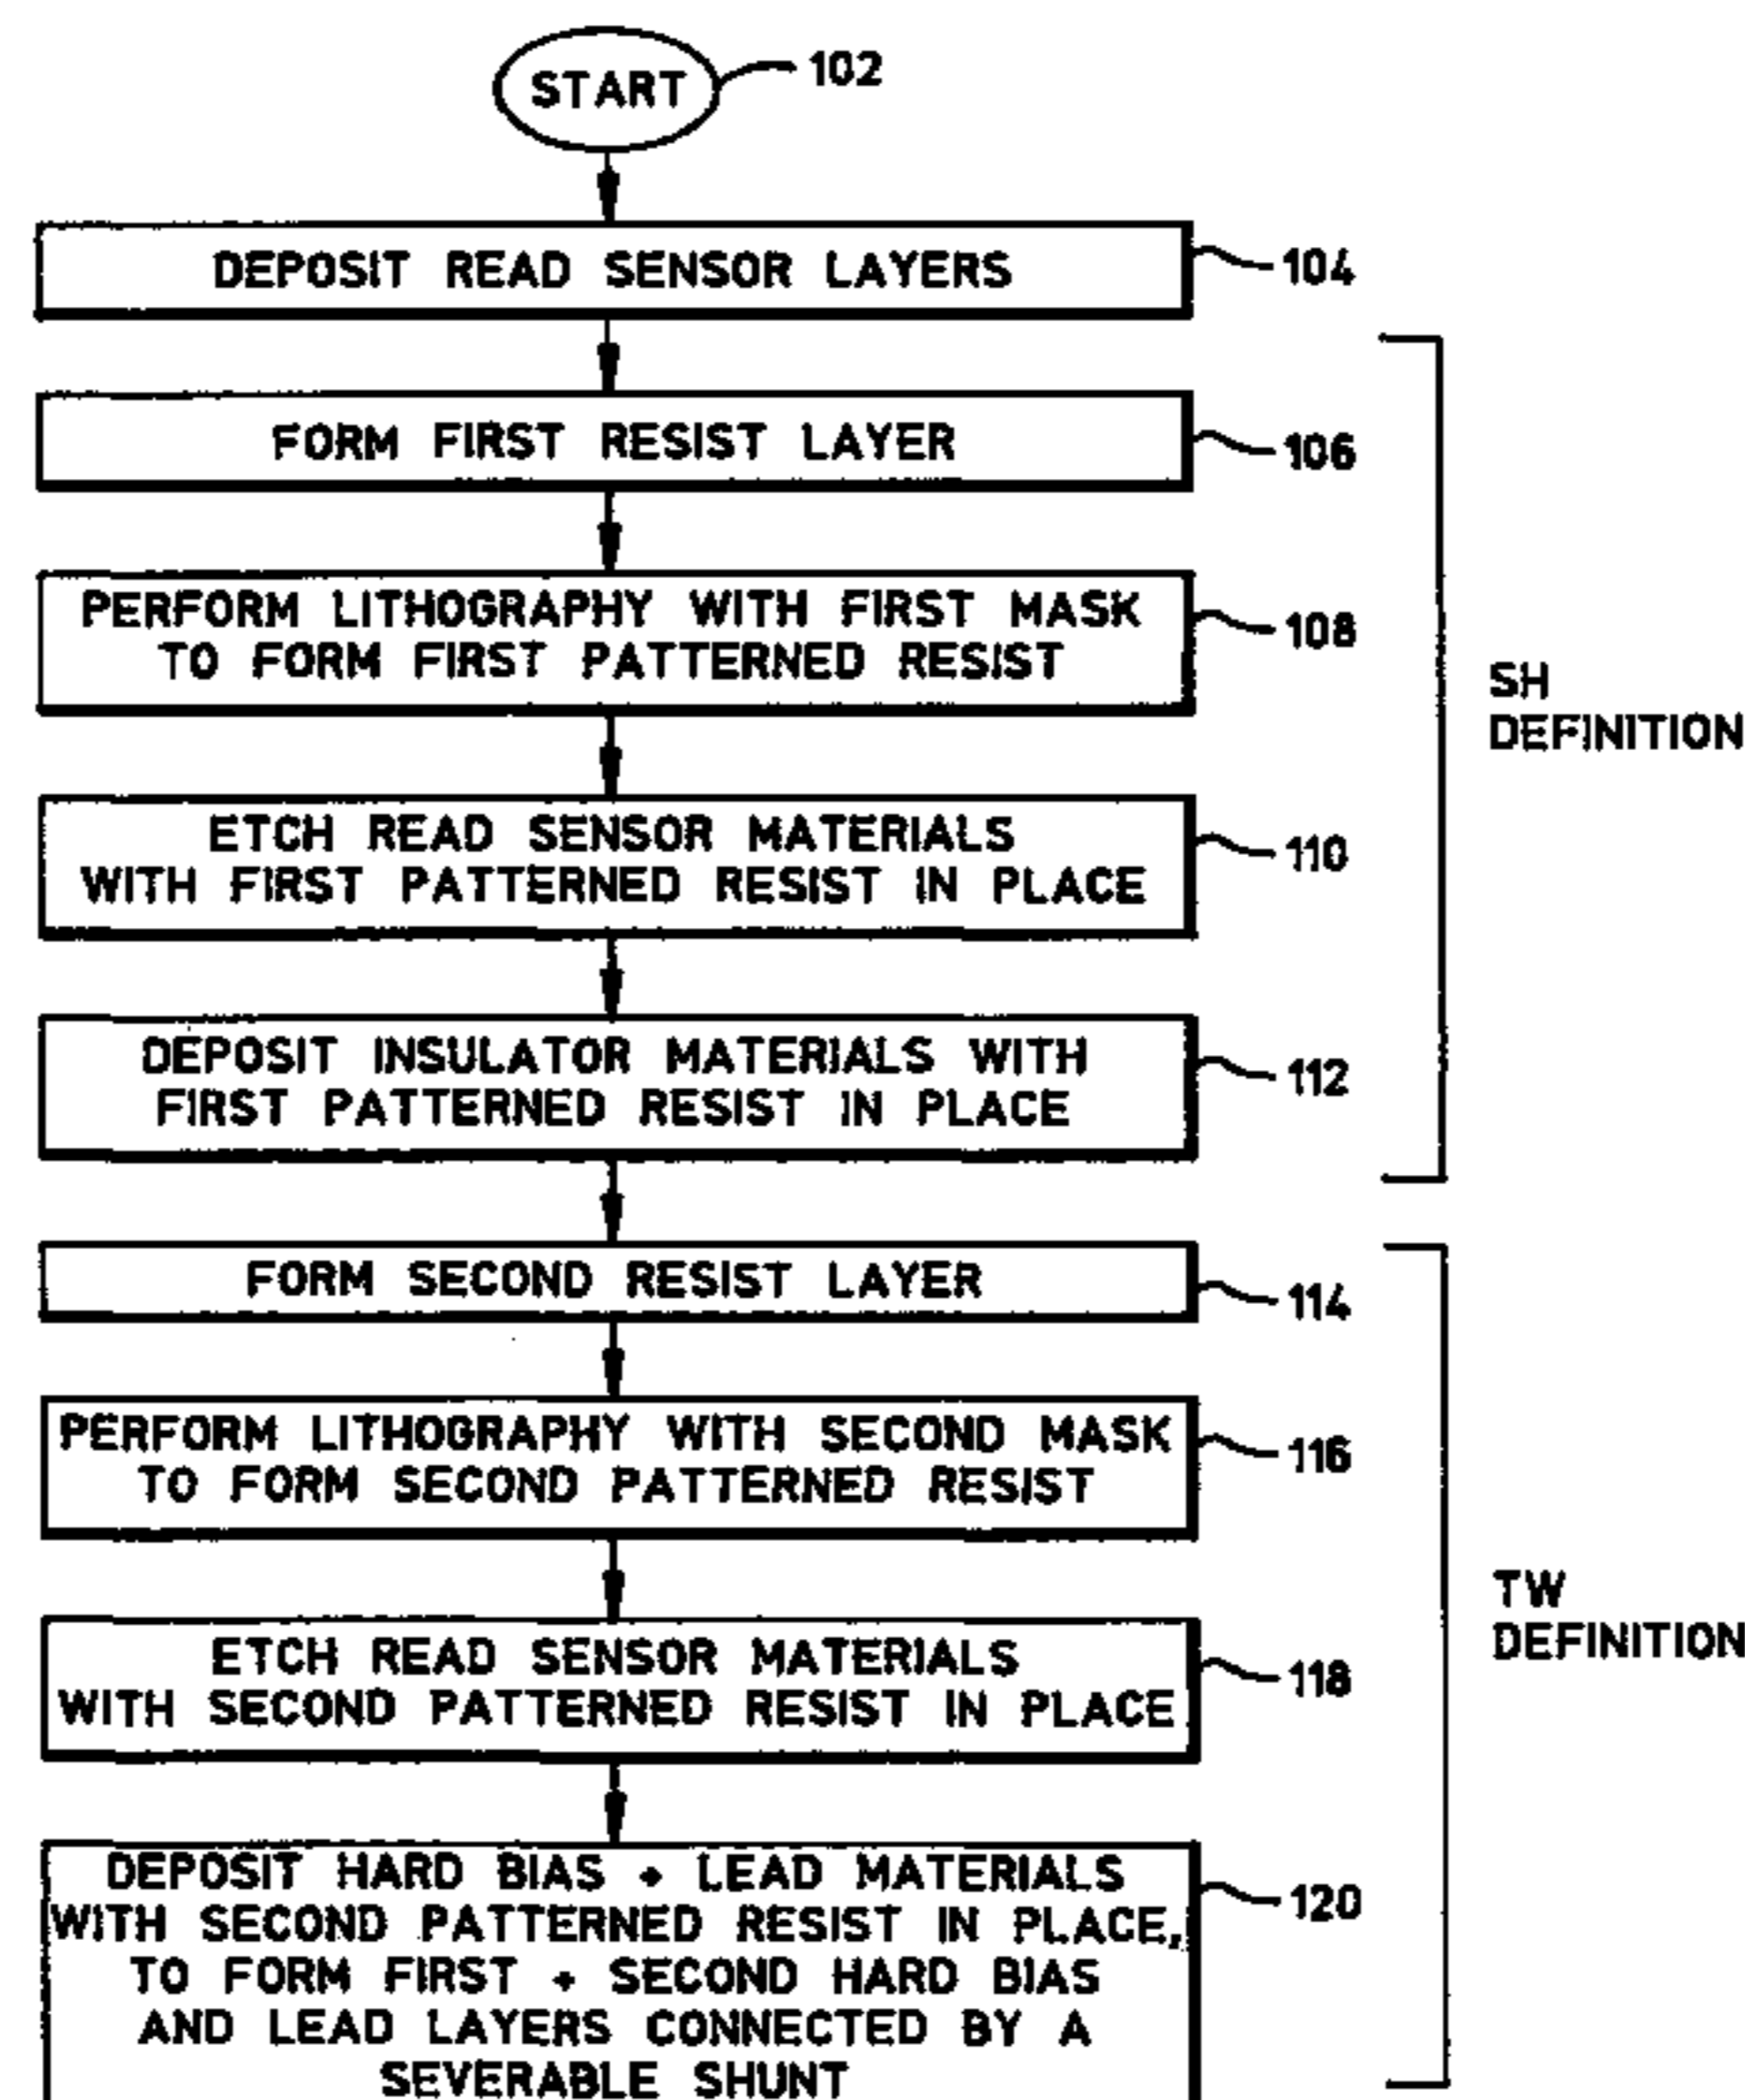 START
102
DEPOSIT READ SENSOR LAYERS
104
FORM FIRST RESIST LAYER
106
PERFORM LITHOGRAPHY WITH FIRST MASK
TO FORM FIRST PATTERNED RESIST
108
SH
DEFINITION
ETCH READ SENSOR MATERIALS
WITH FIRST PATTERNED RESIST IN PLACE
110
DEPOSIT INSULATOR MATERIALS WITH
FIRST PATTERNED RESIST IN PLACE
112
FORM SECOND RESIST LAYER
114
PERFORM LITHOGRAPHY WITH SECOND MASK
TO FORM SECOND PATTERNED RESIST
116
TW
DEFINITION
ETCH READ SENSOR MATERIALS
WITH SECOND PATTERNED RESIST IN PLACE
118
DEPOSIT HARD BIAS + LEAD MATERIALS
WITH SECOND PATTERNED RESIST IN PLACE,
TO FORM FIRST + SECOND HARD BIAS
AND LEAD LAYERS CONNECTED BY A
SEVERABLE SHUNT
120